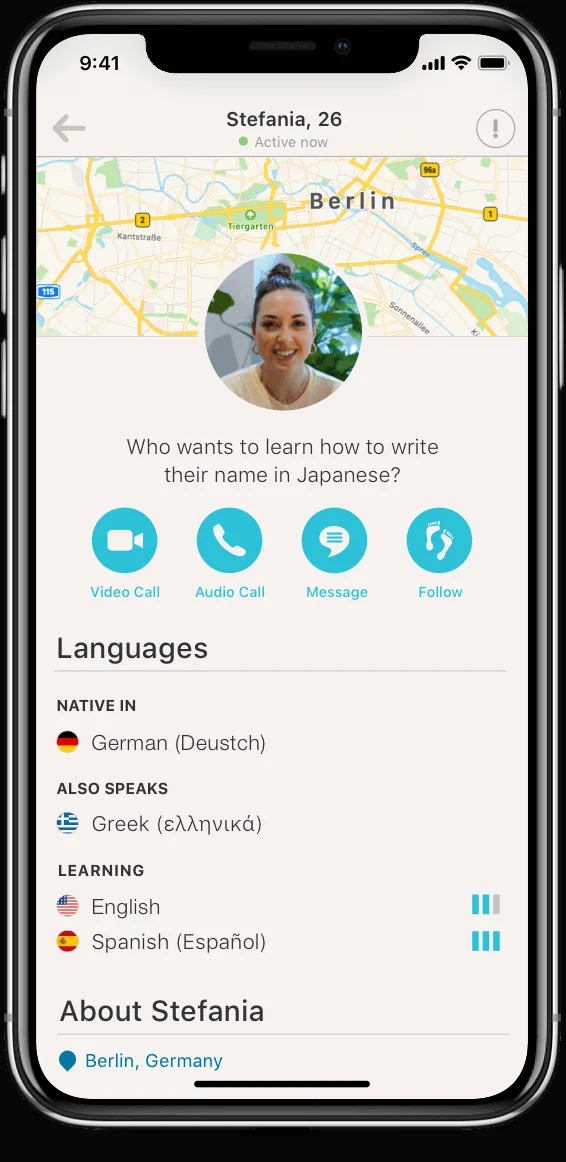 9:41
Stefania, 26
Active now
96a
Berlin
2
1
Tiergarten
Kantstraße
Spree
115
Sonnenallee
Who wants to learn how to write
their name in Japanese?
Video Call
Audio Call
Message
Follow
Languages
NATIVE IN
German (Deustch)
ALSO SPEAKS
Greek (ελληνικά)
LEARNING
English
Spanish (Español)
About Stefania
Berlin, Germany